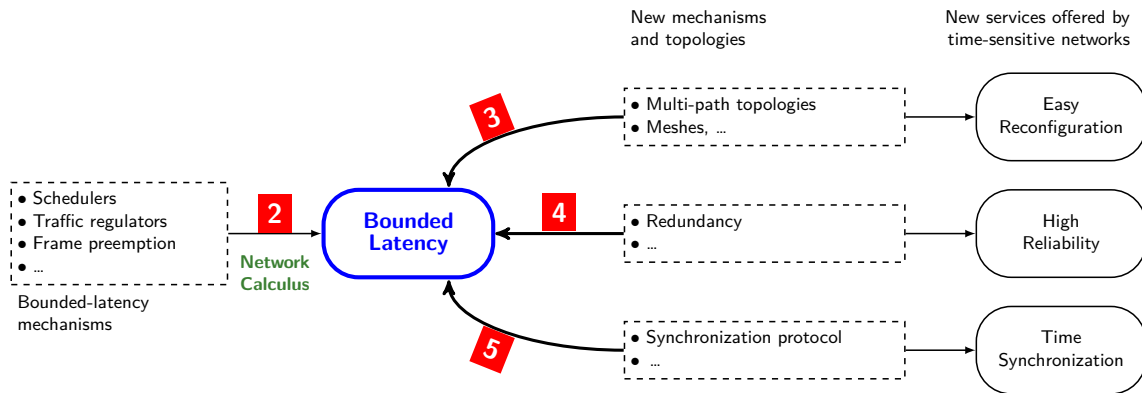 New mechanisms
and topologies
New services offered by
time-sensitive networks
3
• Multi-path topologies
• Meshes, ...
Easy
Reconfiguration
• Schedulers
• Traffic regulators
• Frame preemption
• ...
2
Network
Calculus
Bounded
Latency
4
• Redundancy
• ...
High
Reliability
Bounded-latency
mechanisms
5
• Synchronization protocol
• ...
Time
Synchronization